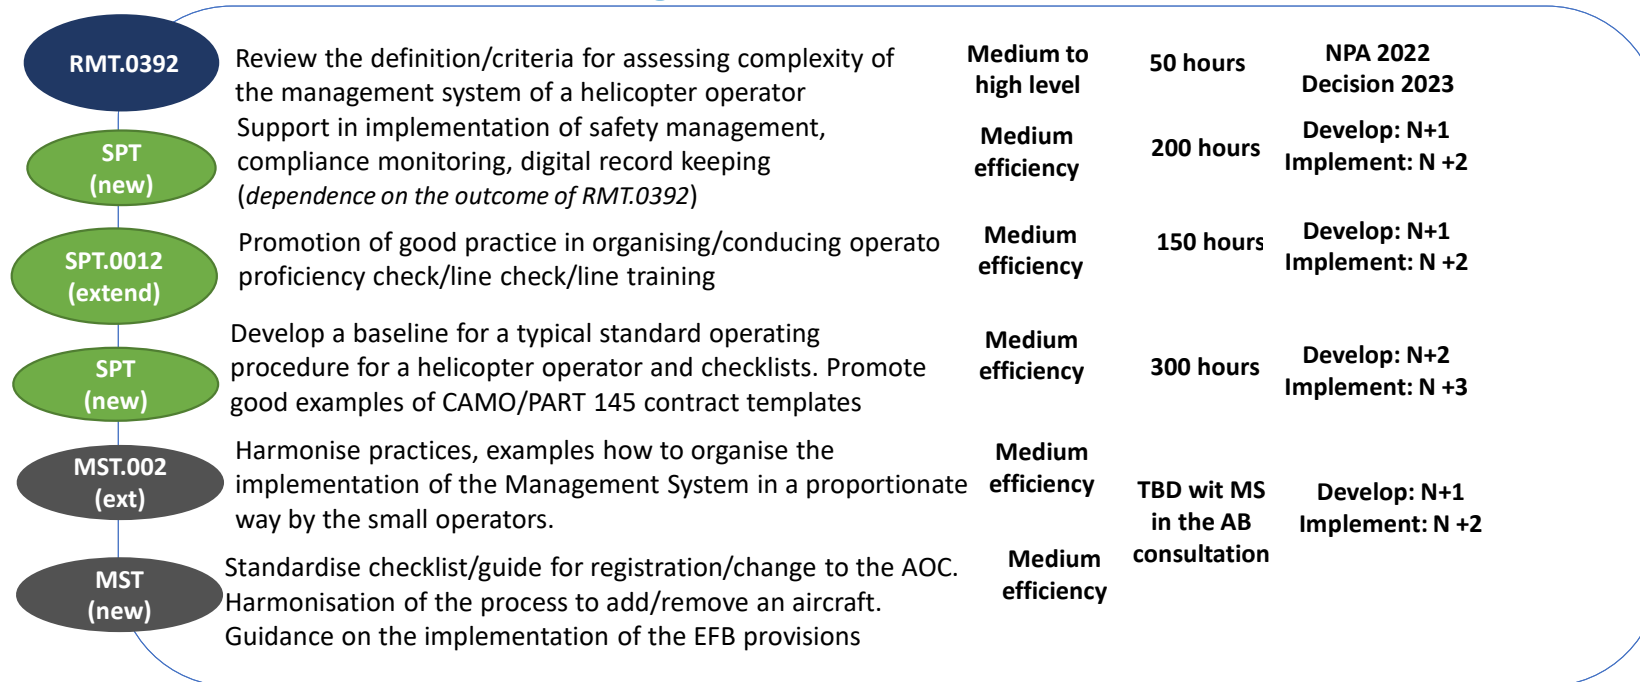 RMT.0392
Review the definition/criteria for assessing complexity of
the management system of a helicopter operator
Medium to
high level
50 hours
NPA 2022
Decision 2023
SPT
(new)
Support in implementation of safety management,
compliance monitoring, digital record keeping
(dependence on the outcome of RMT.0392)
Medium
efficiency
200 hours
Develop: N+1
Implement: N +2
SPT.0012
(extend)
Promotion of good practice in organising/conducing operato
proficiency check/line check/line training
Medium
efficiency
150 hours
Develop: N+1
Implement: N +2
SPT
(new)
Develop a baseline for a typical standard operating
procedure for a helicopter operator and checklists. Promote
good examples of CAMO/PART 145 contract templates
Medium
efficiency
300 hours
Develop: N+2
Implement: N +3
MST.002
(ext)
Harmonise practices, examples how to organise the
implementation of the Management System in a proportionate
way by the small operators.
Medium
efficiency
TBD wit MS
in the AB
consultation
Develop: N+1
Implement: N +2
MST
(new)
Standardise checklist/guide for registration/change to the AOC.
Harmonisation of the process to add/remove an aircraft.
Guidance on the implementation of the EFB provisions
Medium
efficiency